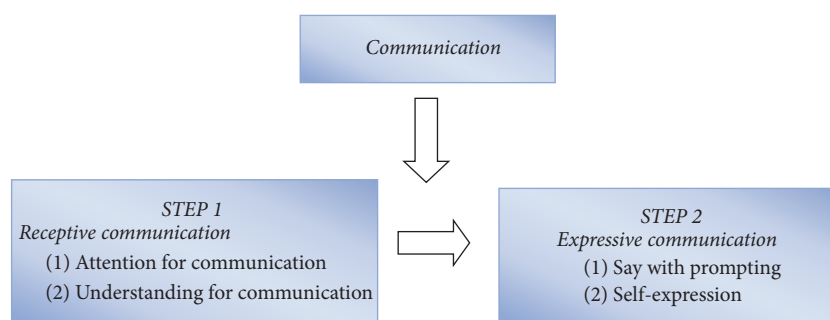 Communication
STEP 1
Receptive communication
(1) Attention for communication
(2) Understanding for communication
STEP 2
Expressive communication
(1) Say with prompting
(2) Self-expression